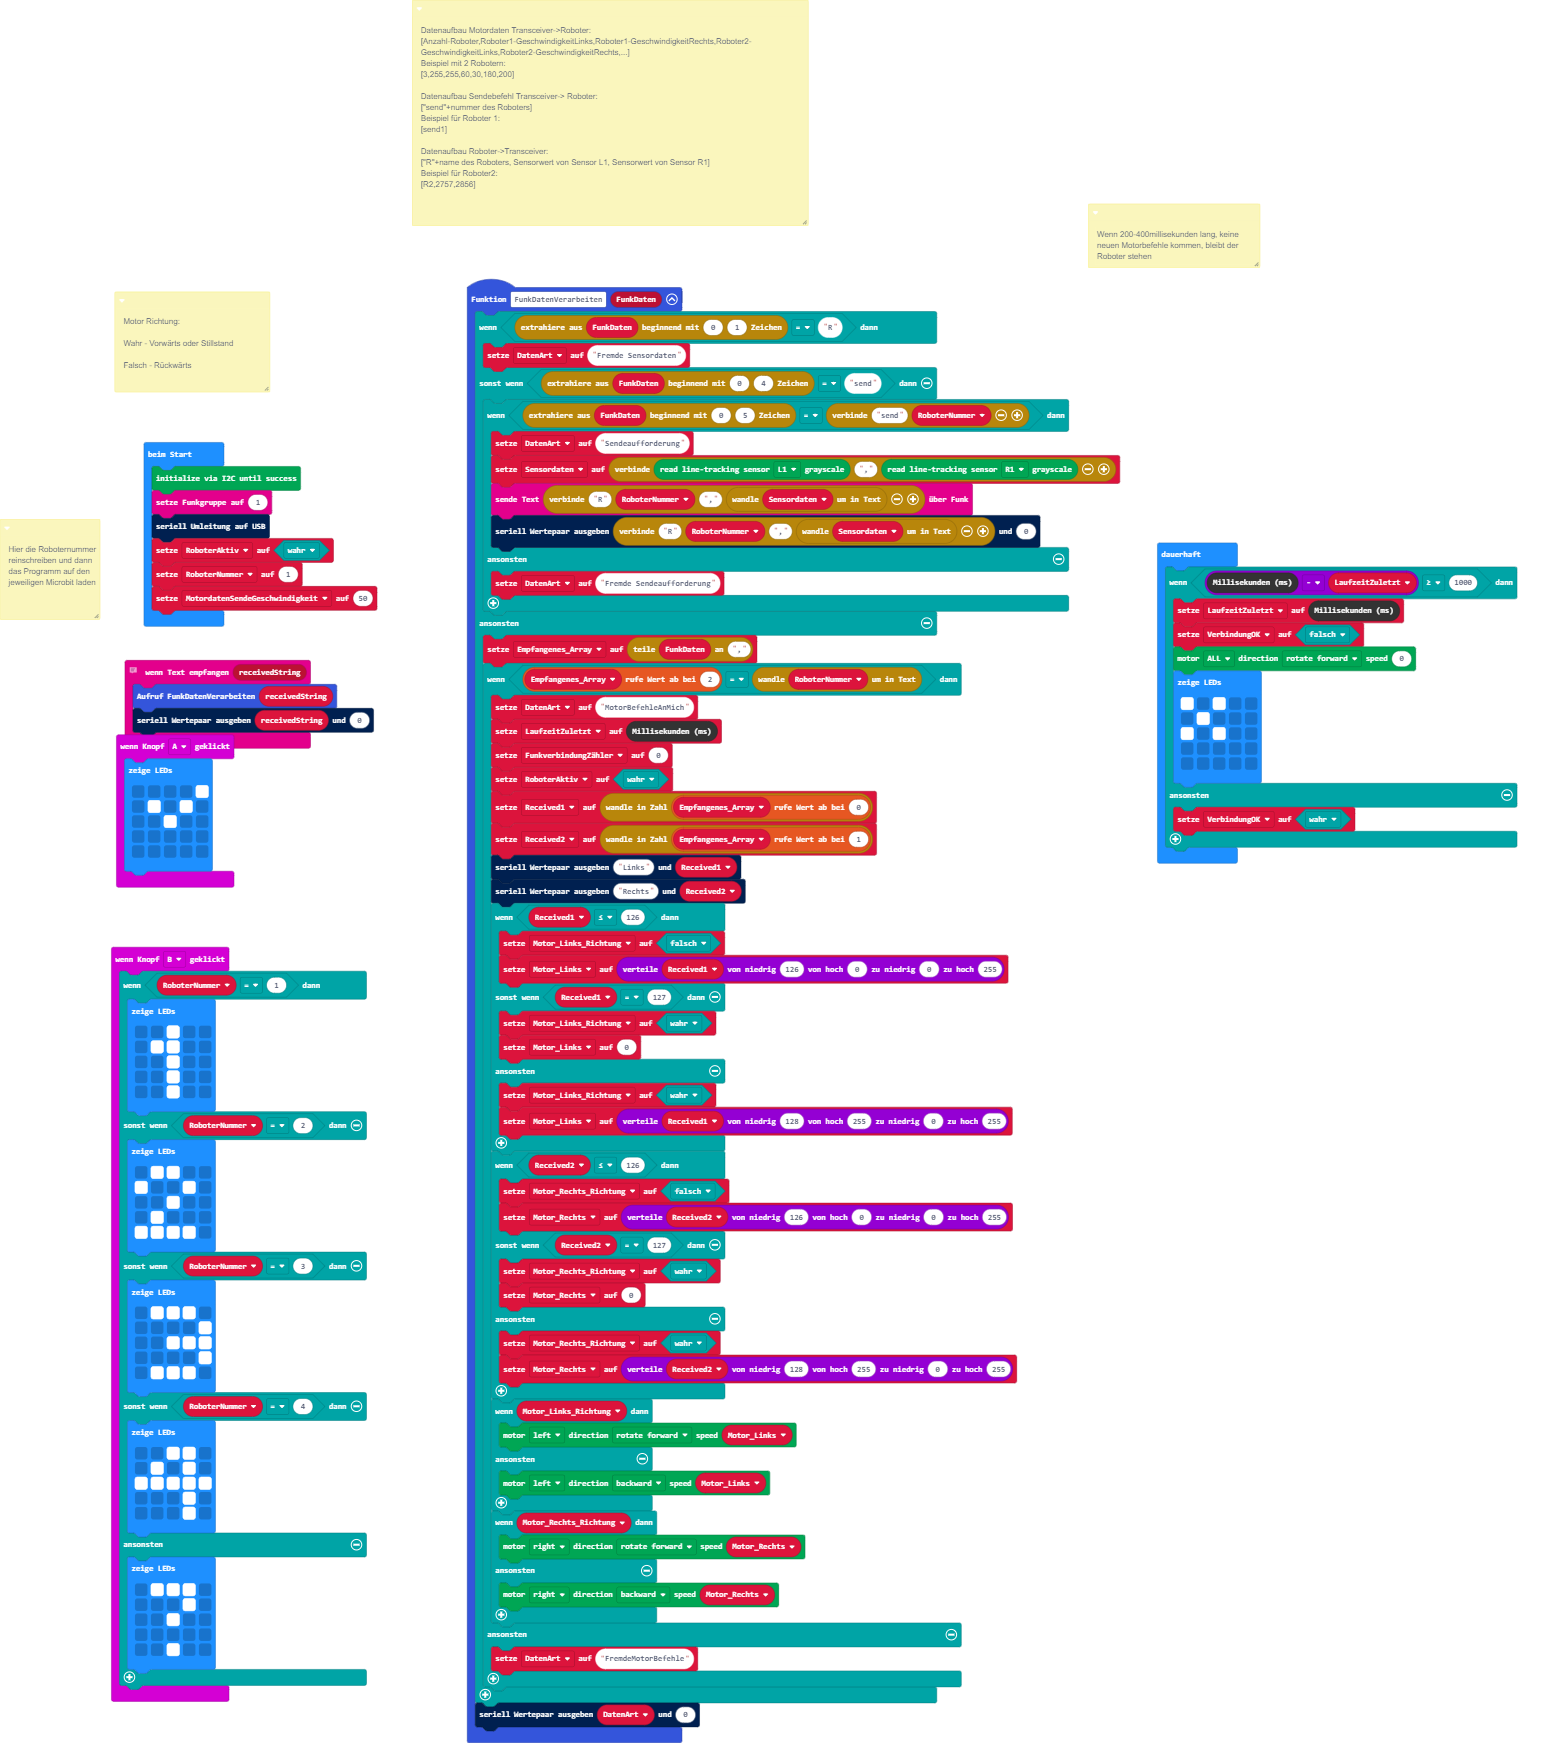 Datenaufbau Motordaten Transceiver->Roboter:
[Anzahl-Roboter,Roboter1-GeschwindigkeitLinks,Roboter1-GeschwindigkeitRechts,Roboter2-
GeschwindigkeitLinks,Roboter2-GeschwindigkeitRechts,...]
Beispiel mit 2 Robotern:
[3,255,255,60,30,180,200]
Datenaufbau Sendebefehl Transceiver-> Roboter:
["send"+nummer des Roboters]
Beispiel für Roboter 1:
[send1]
Datenaufbau Roboter->Transceiver:
["R"+name des Roboters, Sensorwert von Sensor L1, Sensorwert von Sensor R1]
Beispiel für Roboter2:
[R2,2757,2856]
Wenn 200-400millisekunden lang, keine
neuen Motorbefehle kommen, bleibt der
Roboter stehen
Motor Richtung:
Wahr - Vorwärts oder Stillstand
Falsch - Rückwärts
Hier die Roboternummer
reinschreiben und dann
das Programm auf den
jeweiligen Microbit laden
beim Start
initialize via I2C until success
setze Funkgruppe auf 1
seriell Umleitung auf USB
setze RoboterAktiv auf wahr
setze RoboterNummer auf 1
setze MotordatenSendeGeschwindigkeit auf 50
wenn Text empfangen receivedString
Aufruf FunkDatenVerarbeiten receivedString
seriell Wertepaar ausgeben receivedString und 0
wenn Knopf A geklickt
zeige LEDs
wenn Knopf B geklickt
wenn RoboterNummer = 1 dann
zeige LEDs
sonst wenn RoboterNummer = 2 dann
zeige LEDs
sonst wenn RoboterNummer = 3 dann
zeige LEDs
sonst wenn RoboterNummer = 4 dann
zeige LEDs
ansonsten
zeige LEDs
Funktion FunkDatenVerarbeiten FunkDaten
wenn extrahiere aus FunkDaten beginnend mit 0 1 Zeichen = "R" dann
setze DatenArt auf "Fremde Sensordaten"
sonst wenn extrahiere aus FunkDaten beginnend mit 0 4 Zeichen = "send" dann
wenn extrahiere aus FunkDaten beginnend mit 0 5 Zeichen = verbinde "send" RoboterNummer dann
setze DatenArt auf "Sendeaufforderung"
setze Sensordaten auf verbinde read line-tracking sensor L1 grayscale "," read line-tracking sensor R1 grayscale
sende Text verbinde "R" RoboterNummer "," wandle Sensordaten um in Text über Funk
seriell Wertepaar ausgeben verbinde "R" RoboterNummer "," wandle Sensordaten um in Text und 0
ansonsten
setze DatenArt auf "Fremde Sendeaufforderung"
ansonsten
setze Empfangenes_Array auf teile FunkDaten an ","
wenn Empfangenes_Array rufe Wert ab bei 2 = wandle RoboterNummer um in Text dann
setze DatenArt auf "MotorBefehleAnMich"
setze LaufzeitZuletzt auf Millisekunden (ms)
setze FunkverbindungZähler auf 0
setze RoboterAktiv auf wahr
setze Received1 auf wandle in Zahl Empfangenes_Array rufe Wert ab bei 0
setze Received2 auf wandle in Zahl Empfangenes_Array rufe Wert ab bei 1
seriell Wertepaar ausgeben "Links" und Received1
seriell Wertepaar ausgeben "Rechts" und Received2
wenn Received1 ≤ 126 dann
setze Motor_Links_Richtung auf falsch
setze Motor_Links auf verteile Received1 von niedrig 126 von hoch 0 zu niedrig 0 zu hoch 255
sonst wenn Received1 = 127 dann
setze Motor_Links_Richtung auf wahr
setze Motor_Links auf 0
ansonsten
setze Motor_Links_Richtung auf wahr
setze Motor_Links auf verteile Received1 von niedrig 128 von hoch 255 zu niedrig 0 zu hoch 255
wenn Received2 ≤ 126 dann
setze Motor_Rechts_Richtung auf falsch
setze Motor_Rechts auf verteile Received2 von niedrig 126 von hoch 0 zu niedrig 0 zu hoch 255
sonst wenn Received2 = 127 dann
setze Motor_Rechts_Richtung auf wahr
setze Motor_Rechts auf 0
ansonsten
setze Motor_Rechts_Richtung auf wahr
setze Motor_Rechts auf verteile Received2 von niedrig 128 von hoch 255 zu niedrig 0 zu hoch 255
wenn Motor_Links_Richtung dann
motor left direction rotate forward speed Motor_Links
ansonsten
motor left direction backward speed Motor_Links
wenn Motor_Rechts_Richtung dann
motor right direction rotate forward speed Motor_Rechts
ansonsten
motor right direction backward speed Motor_Rechts
ansonsten
setze DatenArt auf "FremdeMotorBefehle"
seriell Wertepaar ausgeben DatenArt und 0
dauerhaft
wenn Millisekunden (ms) - LaufzeitZuletzt ≥ 1000 dann
setze LaufzeitZuletzt auf Millisekunden (ms)
setze VerbindungOK auf falsch
motor ALL direction rotate forward speed 0
zeige LEDs
ansonsten
setze VerbindungOK auf wahr